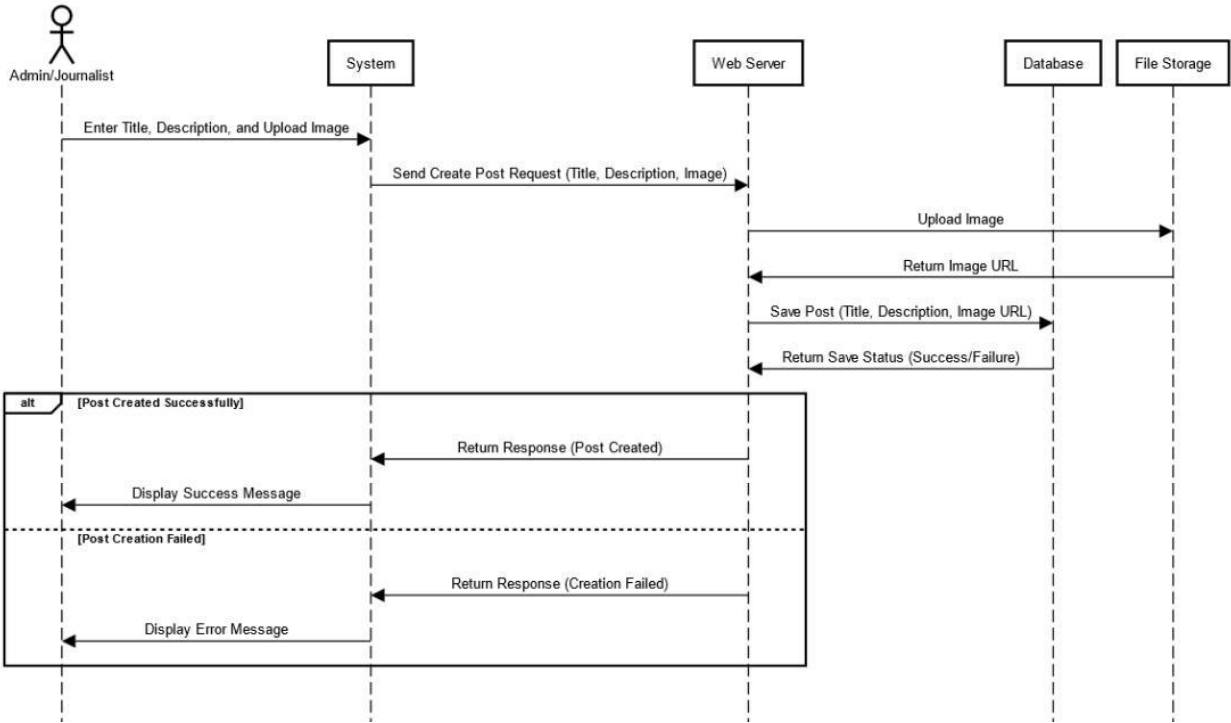 Admin/Journalist
System
Web Server
Database
File Storage
Enter Title, Description, and Upload Image
Send Create Post Request (Title, Description, Image)
Upload Image
Return Image URL
Save Post (Title, Description, Image URL)
Return Save Status (Success/Failure)
alt
[Post Created Successfully]
Return Response (Post Created)
Display Success Message
[Post Creation Failed]
Return Response (Creation Failed)
Display Error Message